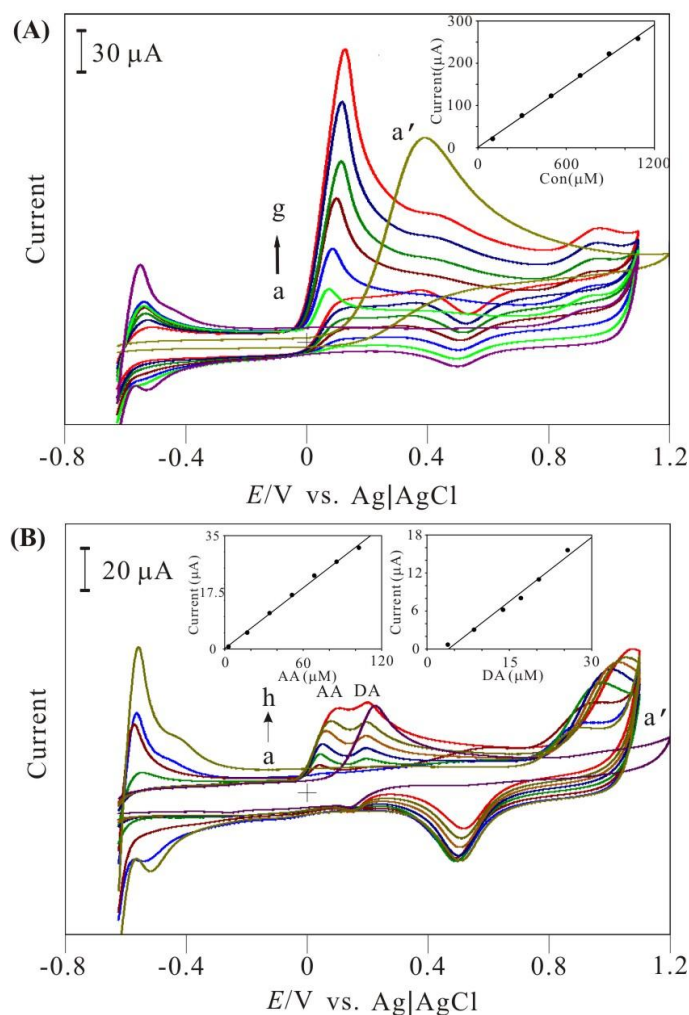 (A)
30 µA
Current(µA)
300
200
100
0
0
600
1200
Con(µM)
a′
g
a
Current
-0.8
-0.4
0
0.4
0.8
1.2
E/V vs. Ag|AgCl
(B)
20 µA
Current (µA)
35
17.5
0
0
60
120
AA (µM)
Current (µA)
18
12
6
0
0
15
30
DA (µM)
AA
DA
h
a
a′
Current
-0.8
-0.4
0
0.4
0.8
1.2
E/V vs. Ag|AgCl